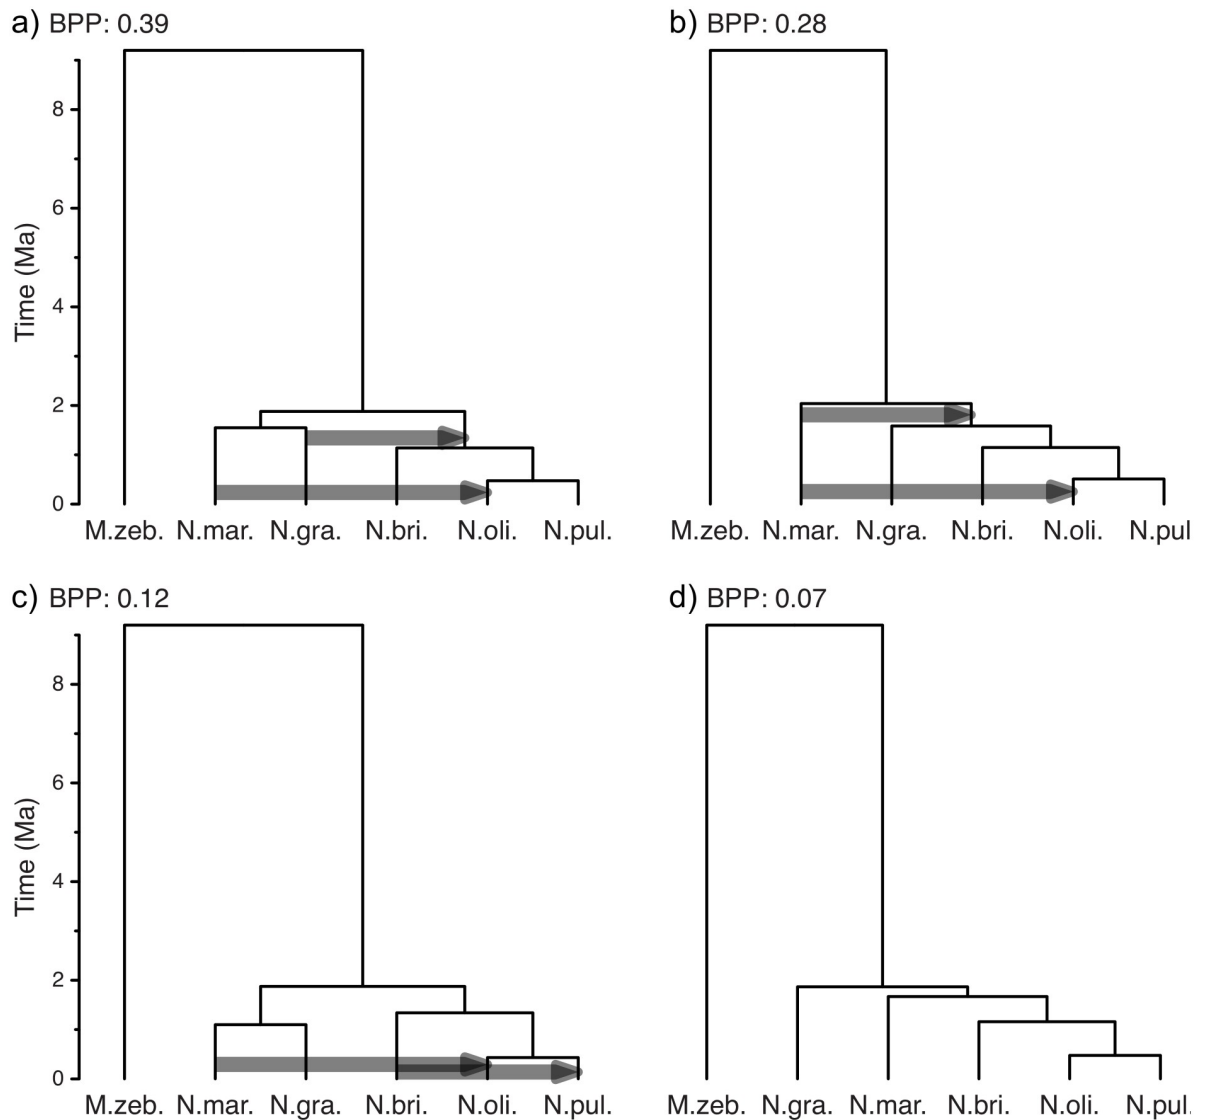 a) BPP: 0.39
b) BPP: 0.28
8
6
4
2
0
Time (Ma)
M.zeb. N.mar. N.gra. N.bri. N.oli. N.pul.
M.zeb. N.mar. N.gra. N.bri. N.oli. N.pul
c) BPP: 0.12
d) BPP: 0.07
8
6
4
2
0
Time (Ma)
M.zeb. N.mar. N.gra. N.bri. N.oli. N.pul.
M.zeb. N.gra. N.mar. N.bri. N.oli. N.pul.